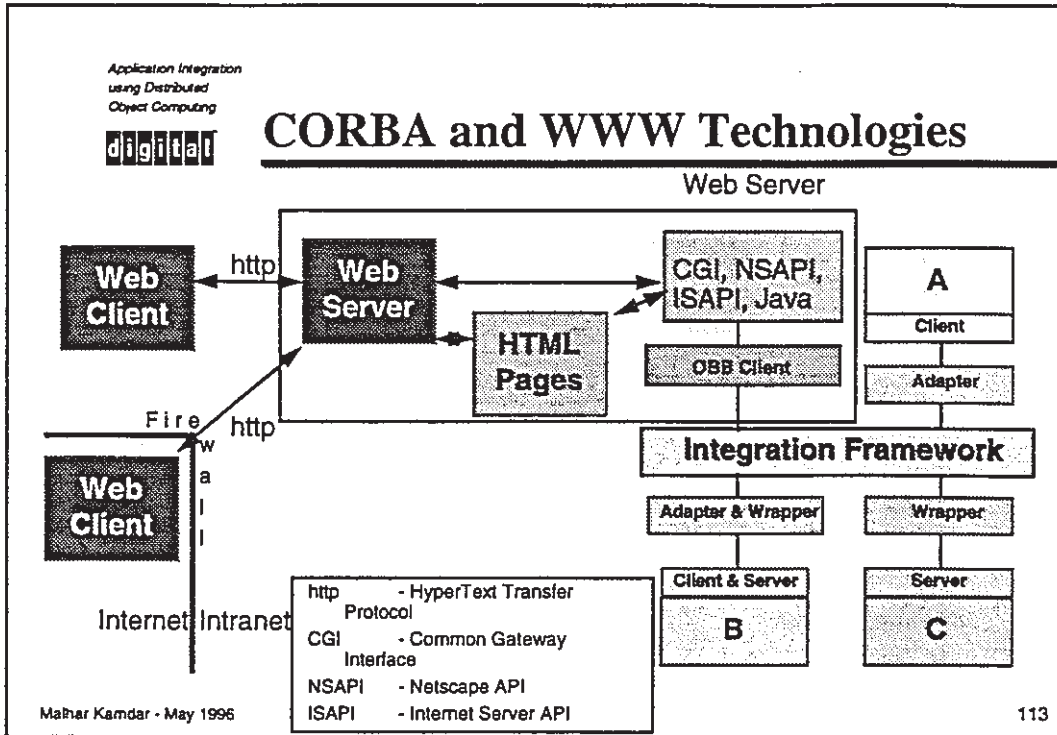 Application Integration
using Distributed
Object Computing
digital
CORBA and WWW Technologies
Web Server
Web
Client
http
Web
Server
HTML
Pages
CGI, NSAPI,
ISAPI, Java
OBB Client
A
Client
Adapter
Fire
wall
http
Web
Client
Integration Framework
Adapter & Wrapper
Wrapper
Client & Server
B
Server
C
Internet
Intranet
http - HyperText Transfer
Protocol
CGI - Common Gateway
Interface
NSAPI - Netscape API
ISAPI - Internet Server API
Malhar Kamdar - May 1996
113